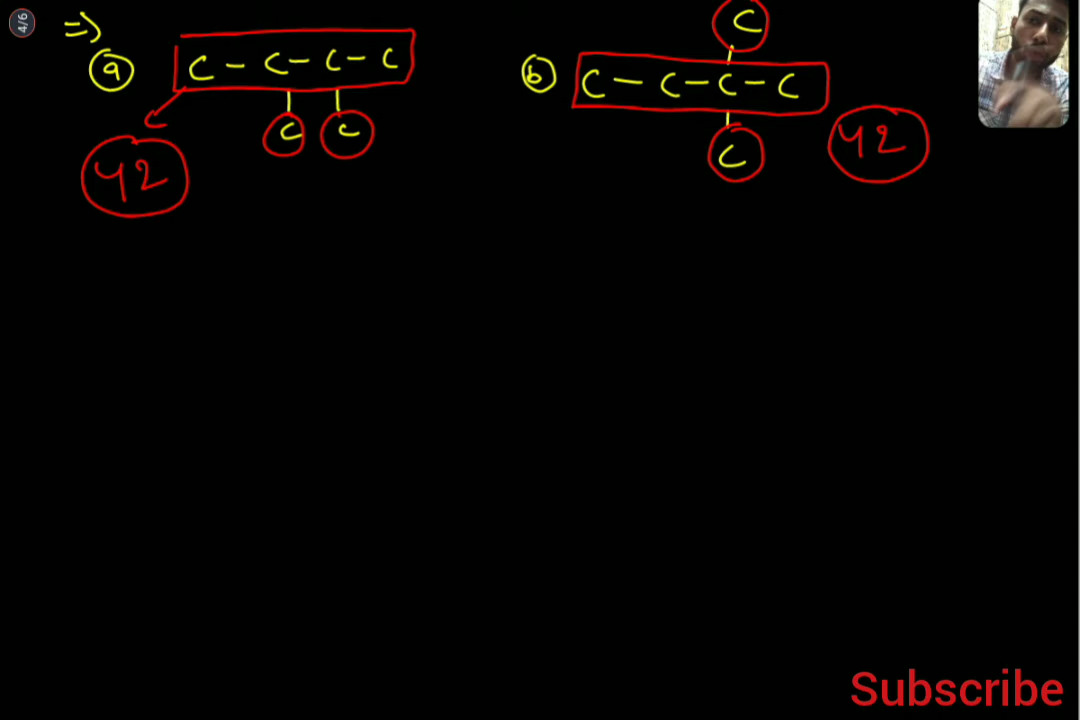 4/6
=>
a C - C - C - C
C C
42
C
b C - C - C - C
C
42
Subscribe